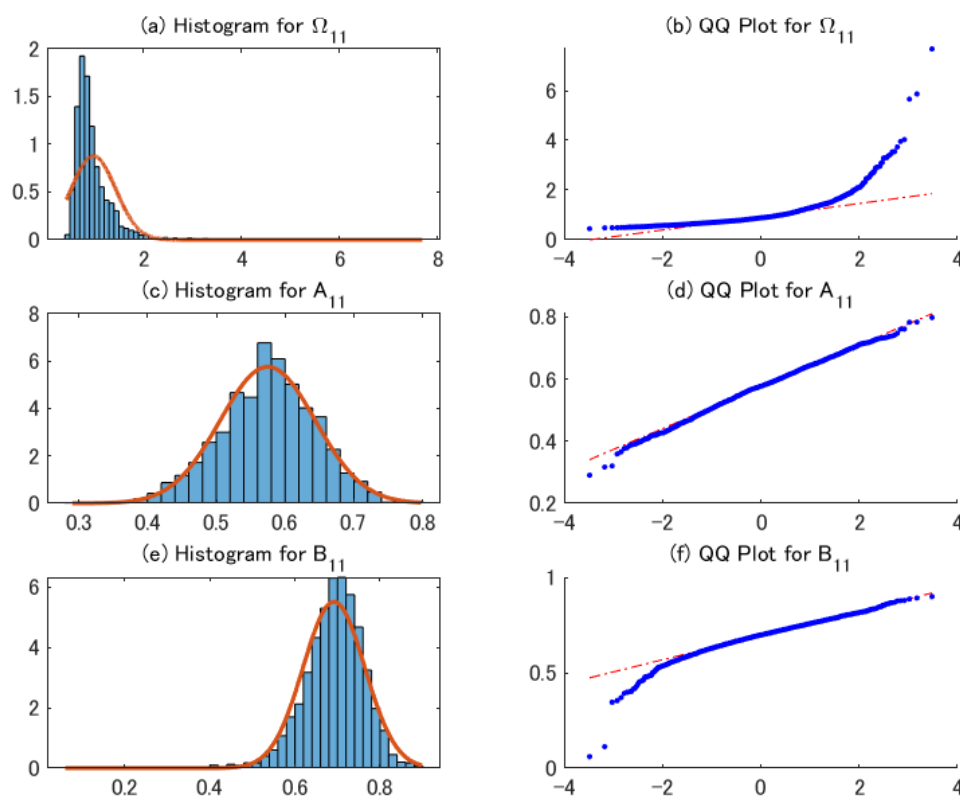 (a) Histogram for Ω₁₁
2
1.5
1
0.5
0
2 4 6 8
(b) QQ Plot for Ω₁₁
6
4
2
0
-4 -2 0 2 4
(c) Histogram for A₁₁
8
6
4
2
0
0.3 0.4 0.5 0.6 0.7 0.8
(d) QQ Plot for A₁₁
0.8
0.6
0.4
0.2
-4 -2 0 2 4
(e) Histogram for B₁₁
6
4
2
0
0.2 0.4 0.6 0.8
(f) QQ Plot for B₁₁
1
0.5
0
-4 -2 0 2 4